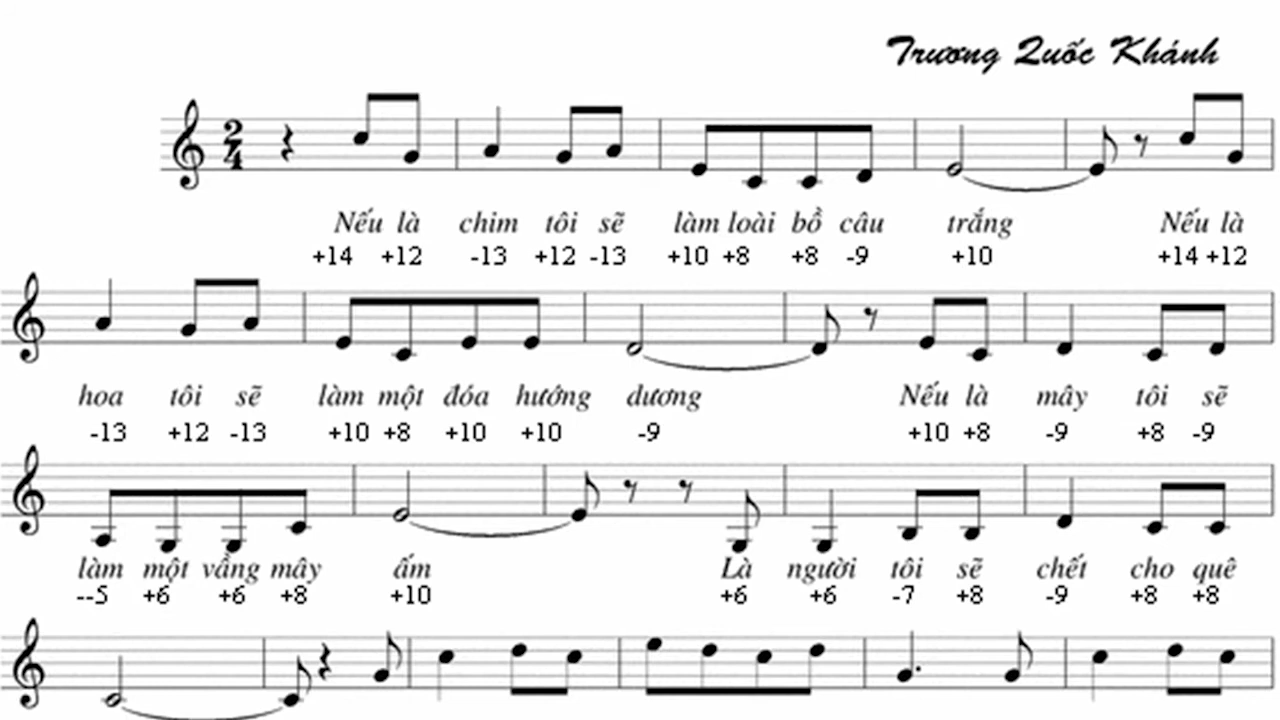 Trương Quốc Khánh
2
4
Nếu là chim tôi sẽ làm loài bồ câu trắng Nếu là
+14 +12 -13 +12 -13 +10 +8 +8 -9 +10 +14 +12
hoa tôi sẽ làm một đóa hướng dương Nếu là mây tôi sẽ
-13 +12 -13 +10 +8 +10 +10 -9 +10 +8 -9 +8 -9
làm một vầng mây ấm Là người tôi sẽ chết cho quê
--5 +6 +6 +8 +10 +6 +6 -7 +8 -9 +8 +8